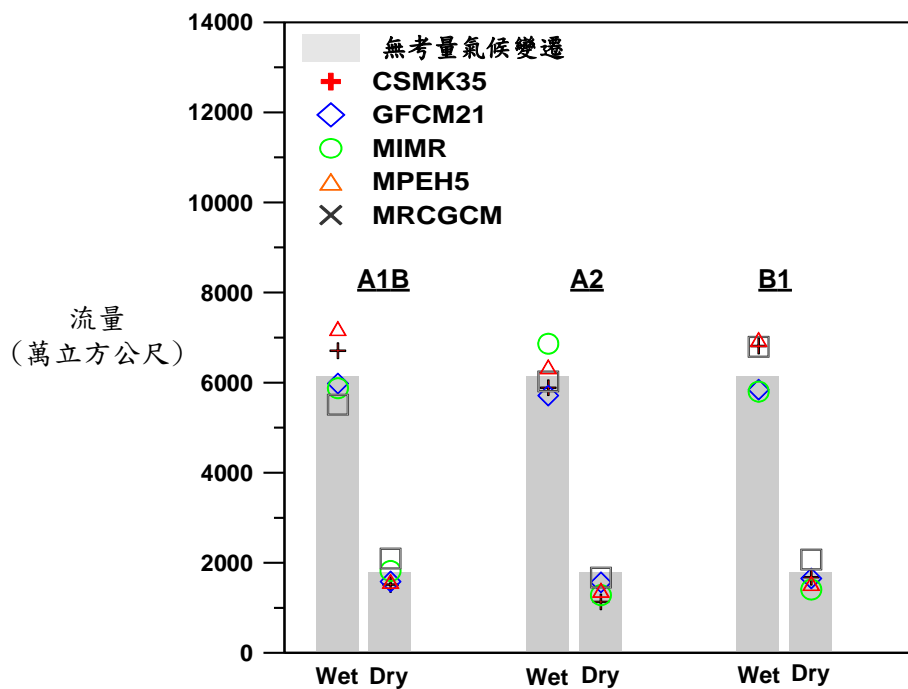 14000
12000
10000
8000
6000
4000
2000
0
流量
(萬立方公尺)
無考量氣候變遷
CSMK35
GFCM21
MIMR
MPEH5
MRCGCM
A1B
A2
B1
Wet Dry
Wet Dry
Wet Dry